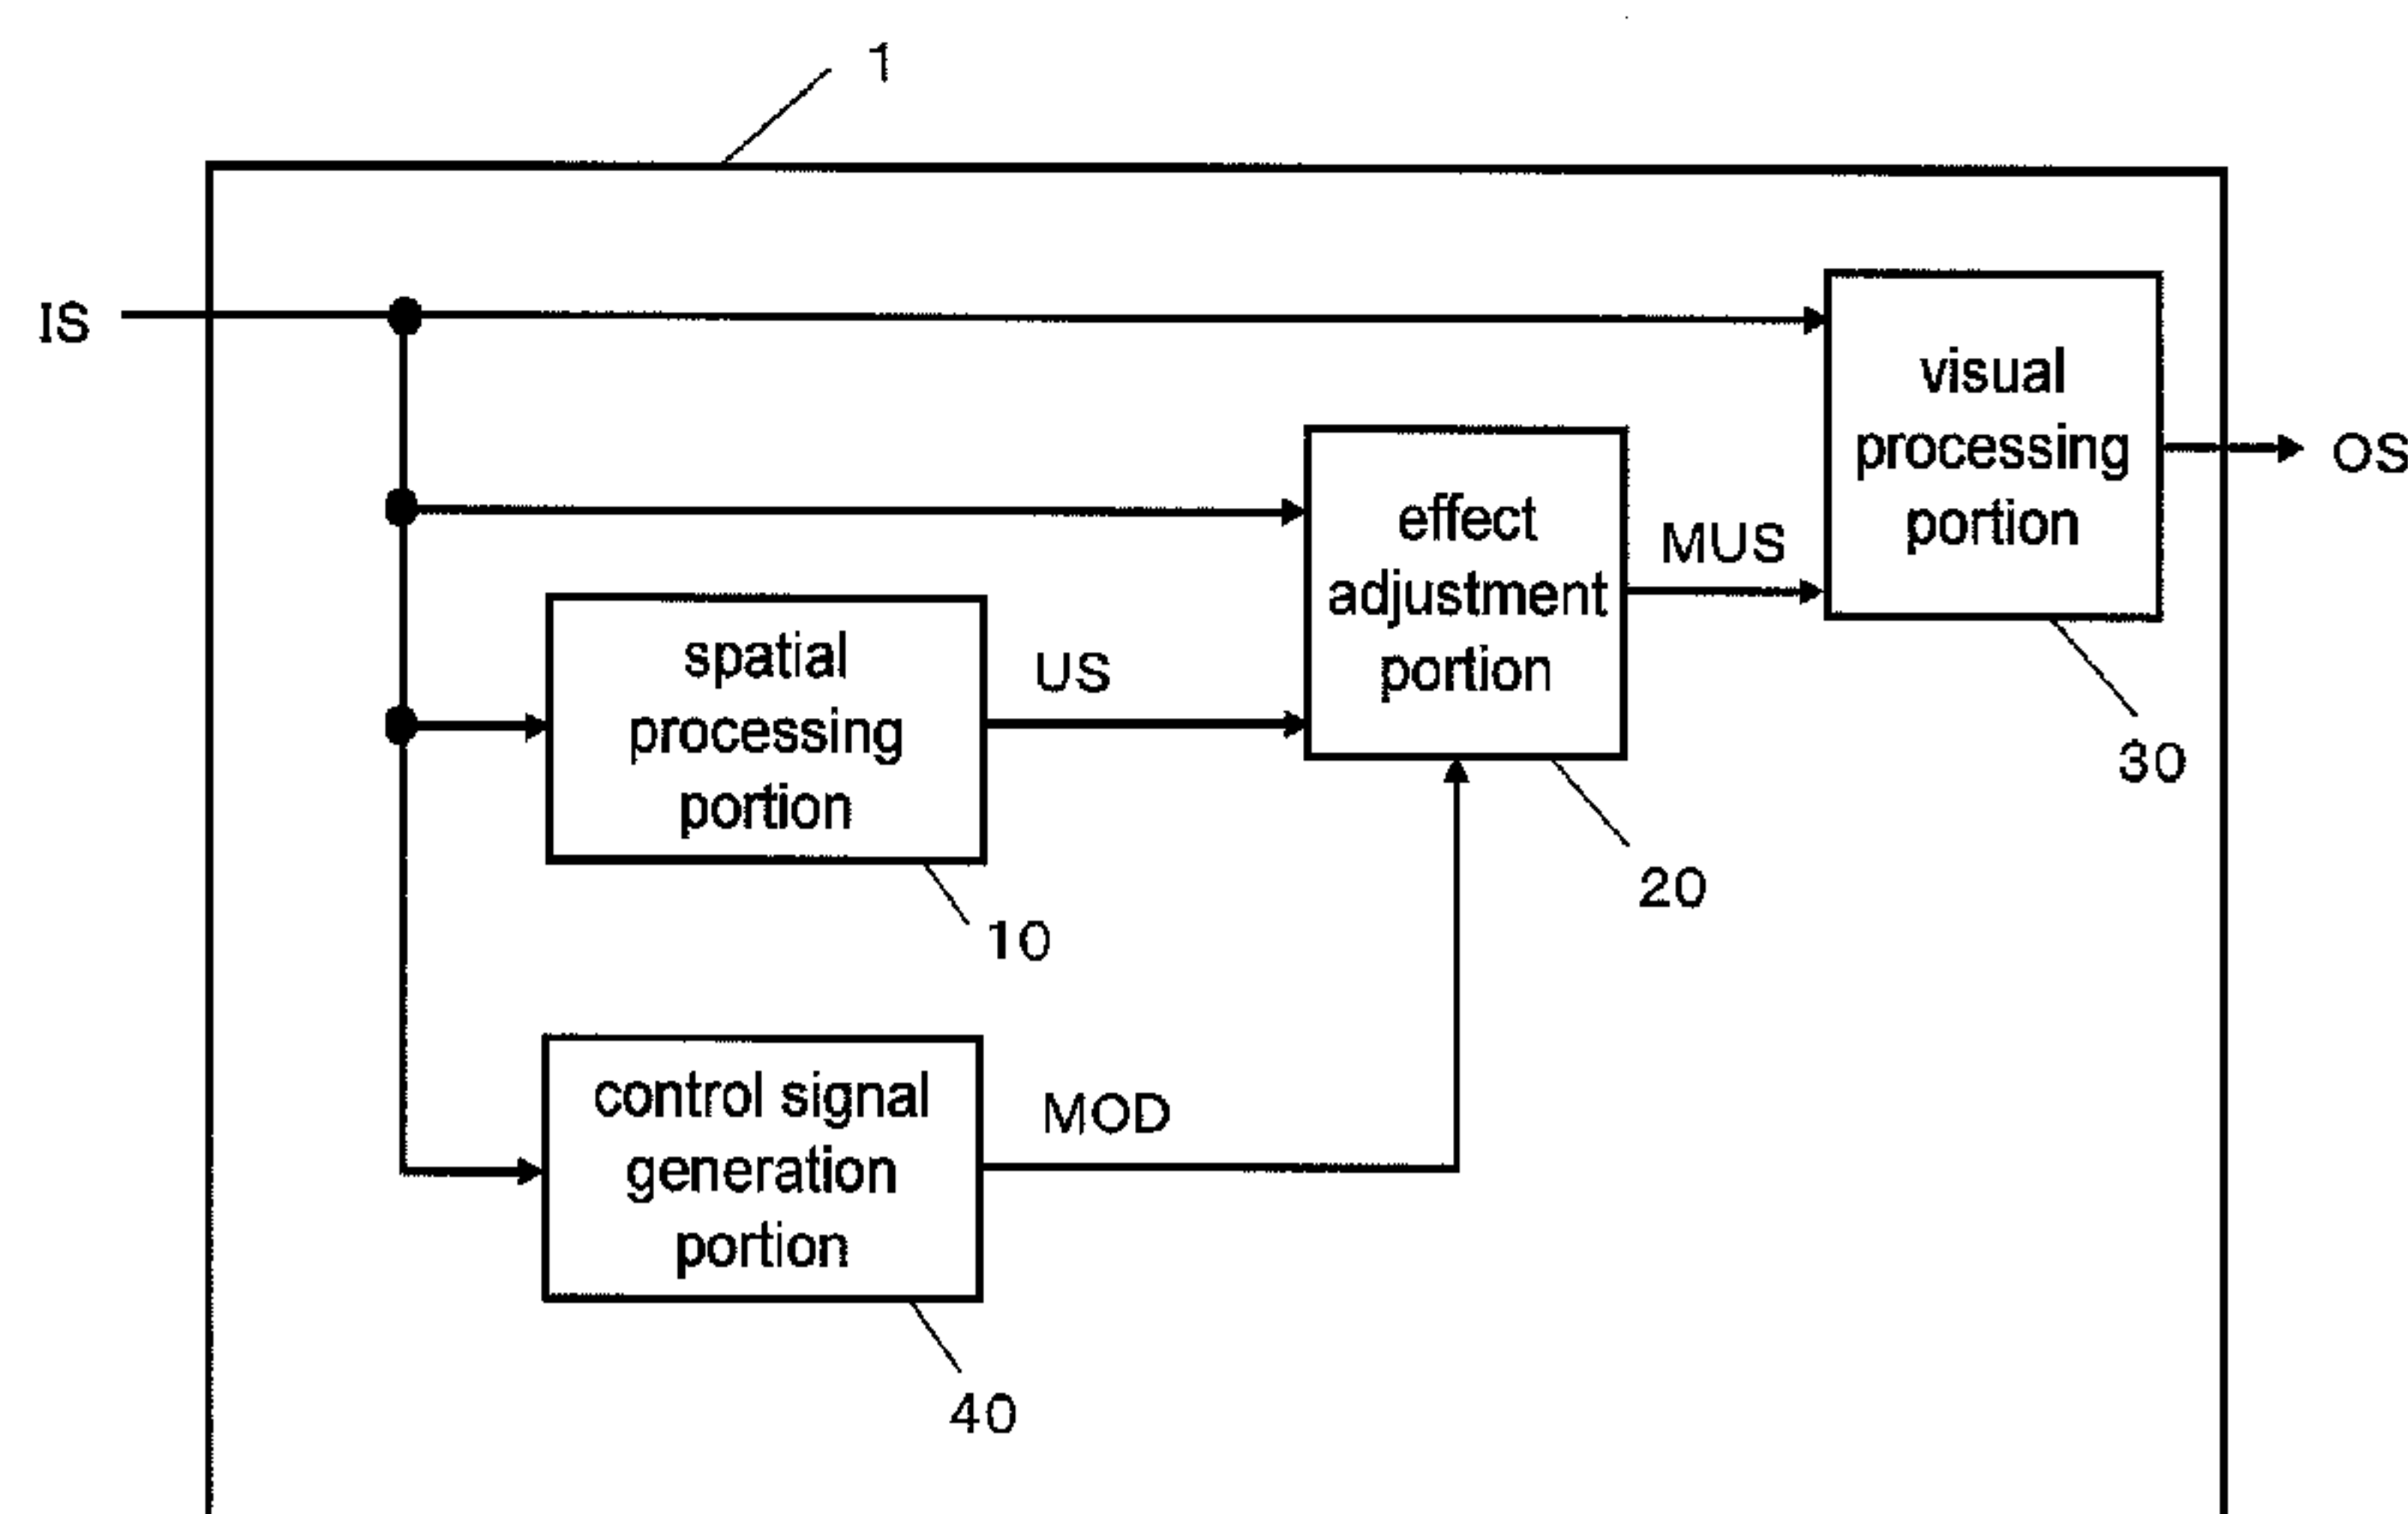 1
IS
visual
processing
portion
OS
effect
adjustment
portion
MUS
30
spatial
processing
portion
US
20
10
control signal
generation
portion
MOD
40